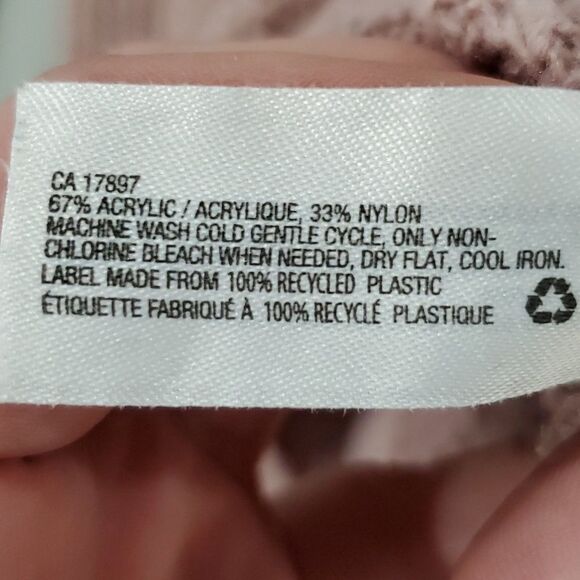 CA 17897
67% ACRYLIC / ACRYLIQUE, 33% NYLON
MACHINE WASH COLD GENTLE CYCLE, ONLY NON-
CHLORINE BLEACH WHEN NEEDED, DRY FLAT, COOL IRON.
LABEL MADE FROM 100% RECYCLED PLASTIC
ÉTIQUETTE FABRIQUÉ À 100% RECYCLÉ PLASTIQUE